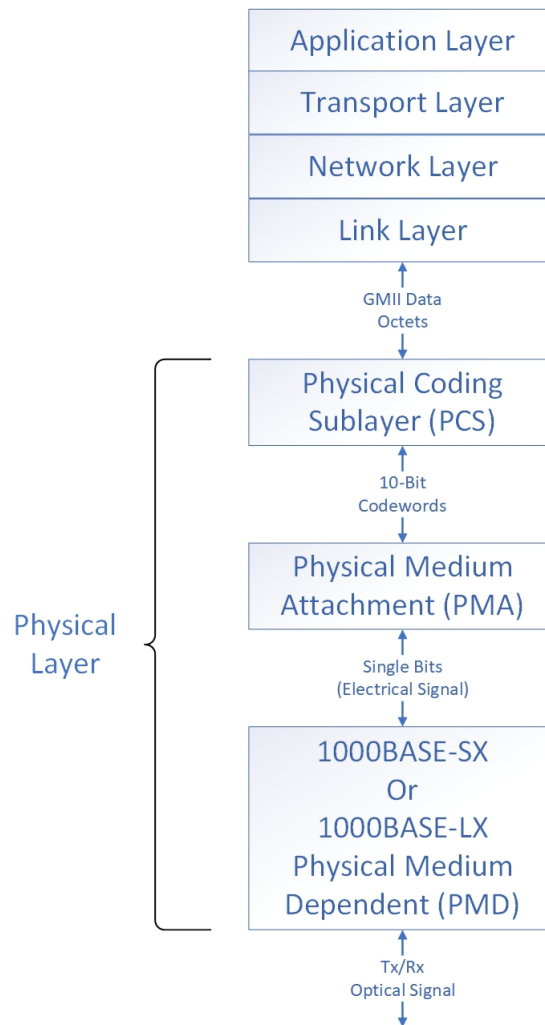 Application Layer
Transport Layer
Network Layer
Link Layer
GMII Data
Octets
Physical Coding
Sublayer (PCS)
10-Bit
Codewords
Physical Medium
Attachment (PMA)
Physical
Layer
Single Bits
(Electrical Signal)
1000BASE-SX
Or
1000BASE-LX
Physical Medium
Dependent (PMD)
Tx/Rx
Optical Signal